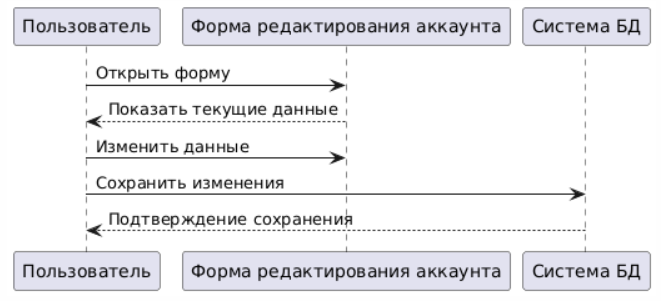 Пользователь
Форма редактирования аккаунта
Система БД
Открыть форму
Показать текущие данные
Изменить данные
Сохранить изменения
Подтверждение сохранения
Пользователь
Форма редактирования аккаунта
Система БД